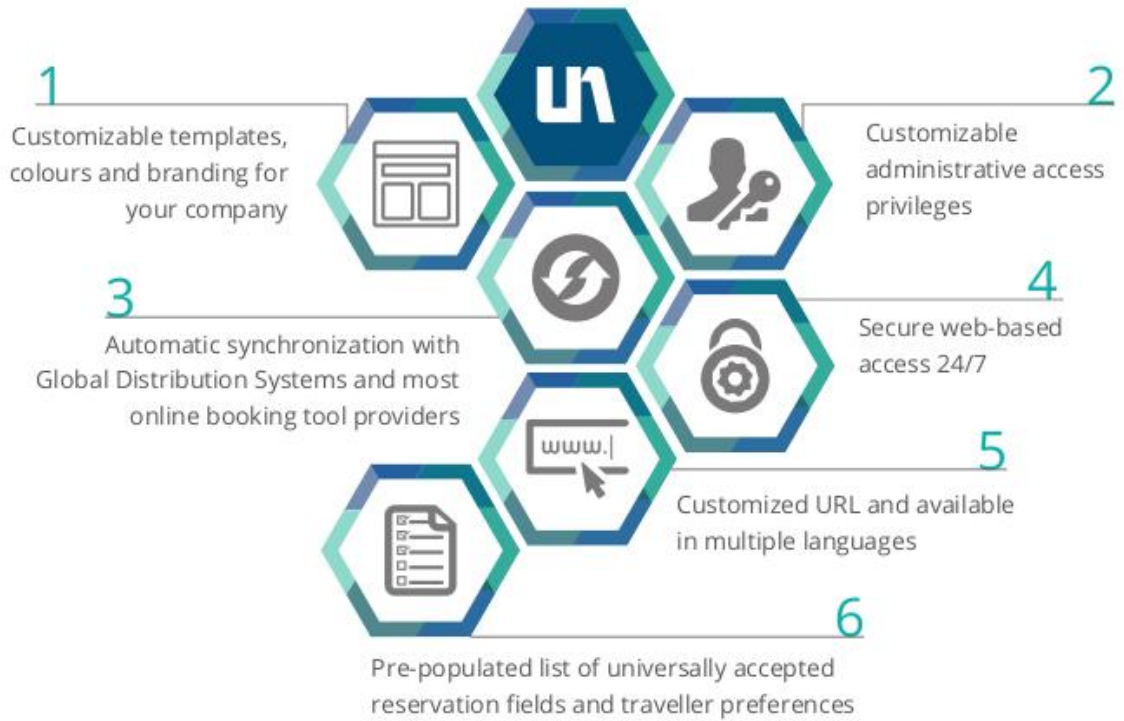 un
1
Customizable templates,
colours and branding for
your company
2
Customizable
administrative access
privileges
3
Automatic synchronization with
Global Distribution Systems and most
online booking tool providers
4
Secure web-based
access 24/7
www.
5
Customized URL and available
in multiple languages
6
Pre-populated list of universally accepted
reservation fields and traveller preferences